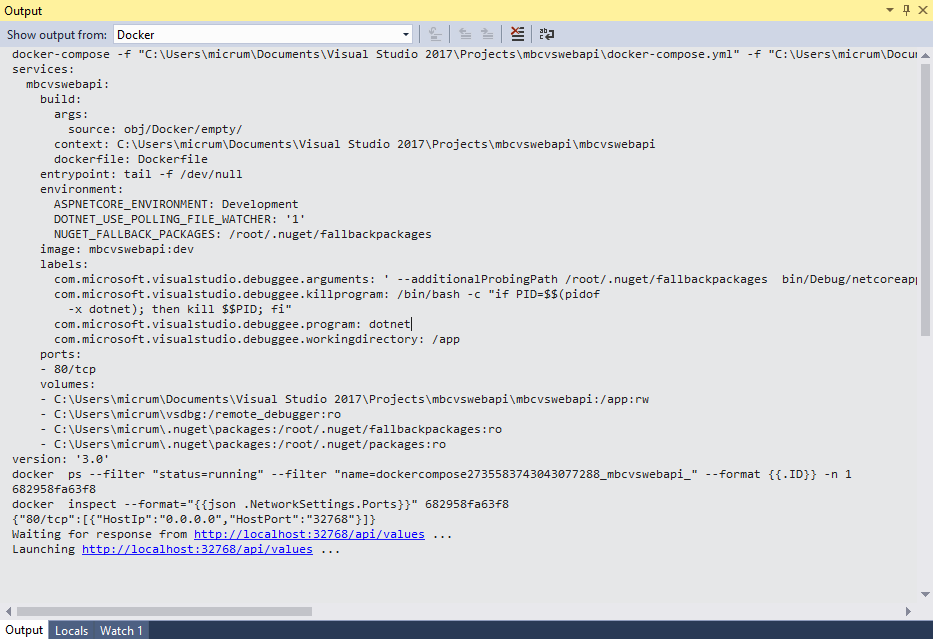 Output
Show output from: Docker
docker-compose -f "C:\Users\micrum\Documents\Visual Studio 2017\Projects\mbcvswebapi\docker-compose.yml" -f "C:\Users\micrum\Docu
services:
  mbcvswebapi:
    build:
      args:
        source: obj/Docker/empty/
      context: C:\Users\micrum\Documents\Visual Studio 2017\Projects\mbcvswebapi\mbcvswebapi
      dockerfile: Dockerfile
    entrypoint: tail -f /dev/null
    environment:
      ASPNETCORE_ENVIRONMENT: Development
      DOTNET_USE_POLLING_FILE_WATCHER: '1'
      NUGET_FALLBACK_PACKAGES: /root/.nuget/fallbackpackages
    image: mbcvswebapi:dev
    labels:
      com.microsoft.visualstudio.debuggee.arguments: ' --additionalProbingPath /root/.nuget/fallbackpackages  bin/Debug/netcoreapp
      com.microsoft.visualstudio.debuggee.killprogram: /bin/bash -c "if PID=$$(pidof
        -x dotnet); then kill $$PID; fi"
      com.microsoft.visualstudio.debuggee.program: dotnet
      com.microsoft.visualstudio.debuggee.workingdirectory: /app
    ports:
    - 80/tcp
    volumes:
    - C:\Users\micrum\Documents\Visual Studio 2017\Projects\mbcvswebapi\mbcvswebapi:/app:rw
    - C:\Users\micrum\vsdbg:/remote_debugger:ro
    - C:\Users\micrum\.nuget\packages:/root/.nuget/fallbackpackages:ro
    - C:\Users\micrum\.nuget\packages:/root/.nuget/packages:ro
version: '3.0'
docker  ps --filter "status=running" --filter "name=dockercompose2735583743043077288_mbcvswebapi_" --format {{.ID}} -n 1
682958fa63f8
docker  inspect --format="{{json .NetworkSettings.Ports}}" 682958fa63f8
{"80/tcp":[{"HostIp":"0.0.0.0","HostPort":"32768"}]}
Waiting for response from http://localhost:32768/api/values ...
Launching http://localhost:32768/api/values ...
Output Locals Watch 1